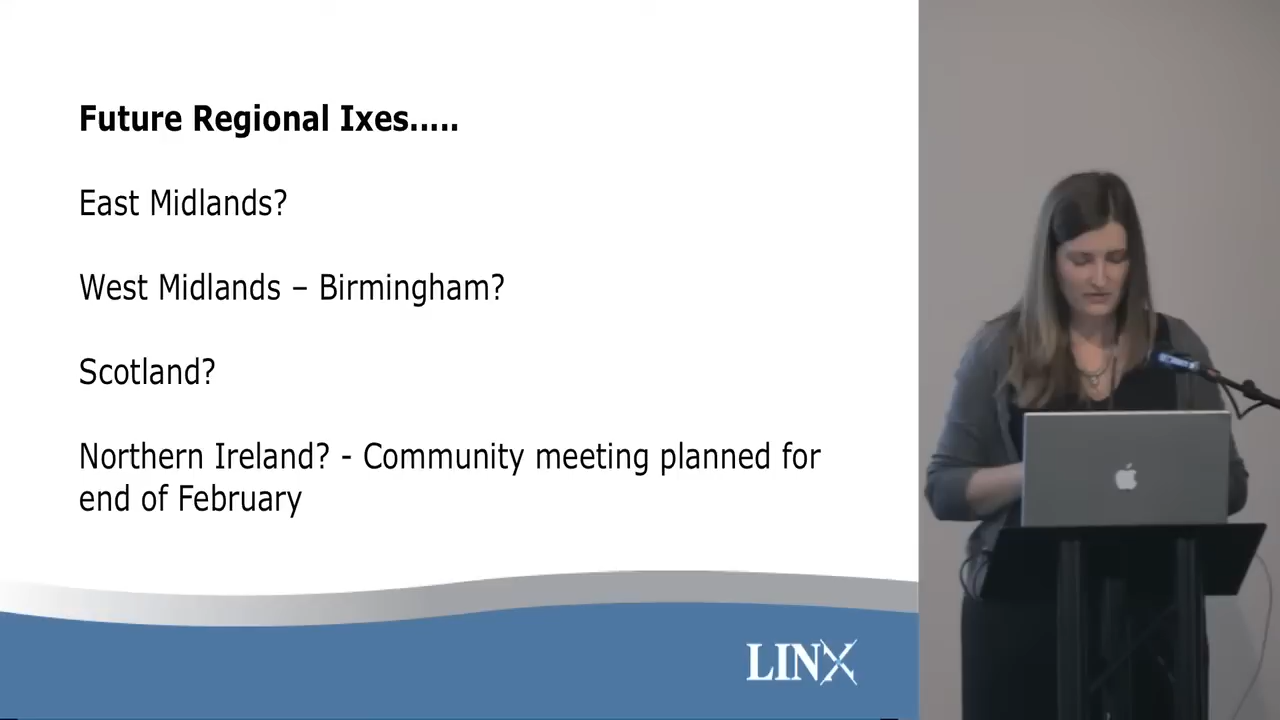 Future Regional Ixes.....
East Midlands?
West Midlands – Birmingham?
Scotland?
Northern Ireland? - Community meeting planned for
end of February
LINX